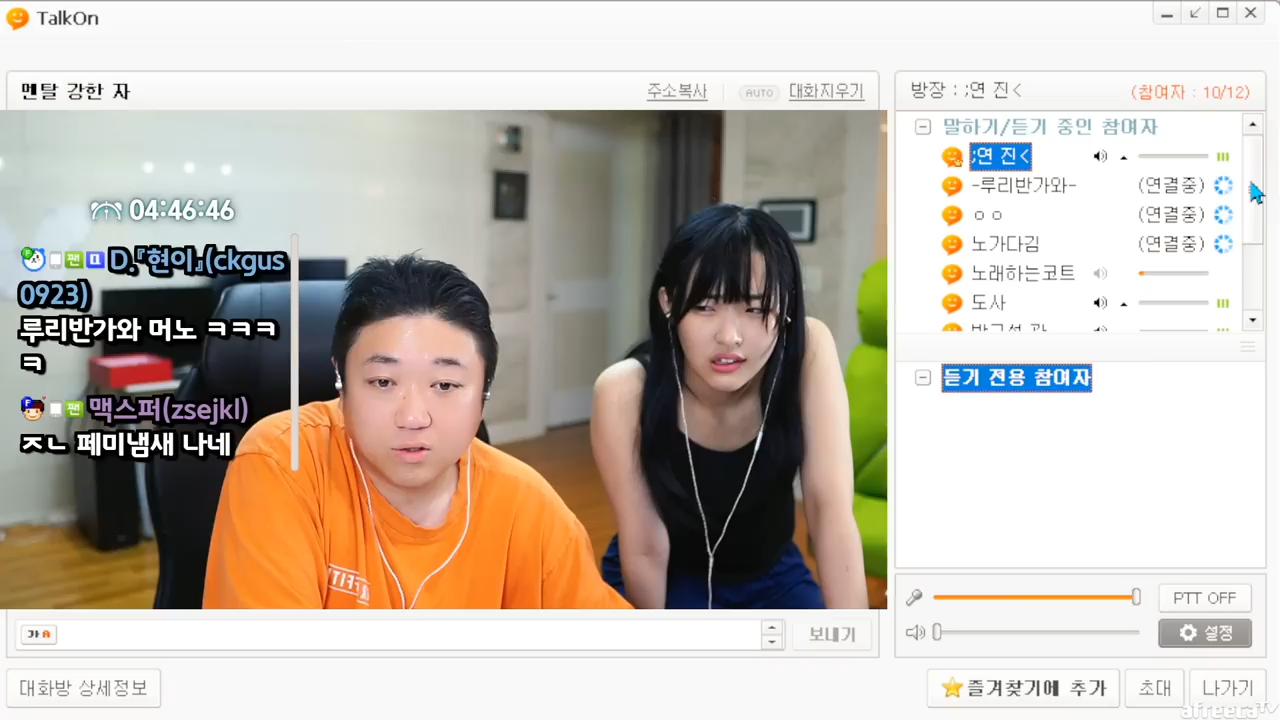 TalkOn
멘탈 강한 자
주소복사
AUTO
대화지우기
방장 : ;연 진<
(참여자 : 10/12)
말하기/듣기 중인 참여자
;연 진<
-루리반가와-
(연결중)
ㅇㅇ
(연결중)
노가다김
(연결중)
노래하는코트
도사
듣기 전용 참여자
04:46:46
팬
D.『현이』(ckgus
0923)
루리반가와 머노 ㅋㅋㅋ
ㅋ
팬
맥스퍼(zsejkl)
ㅈㄴ 페미냄새 나네
가A
보내기
PTT OFF
설정
대화방 상세정보
즐겨찾기에 추가
초대
나가기
afreecaTV